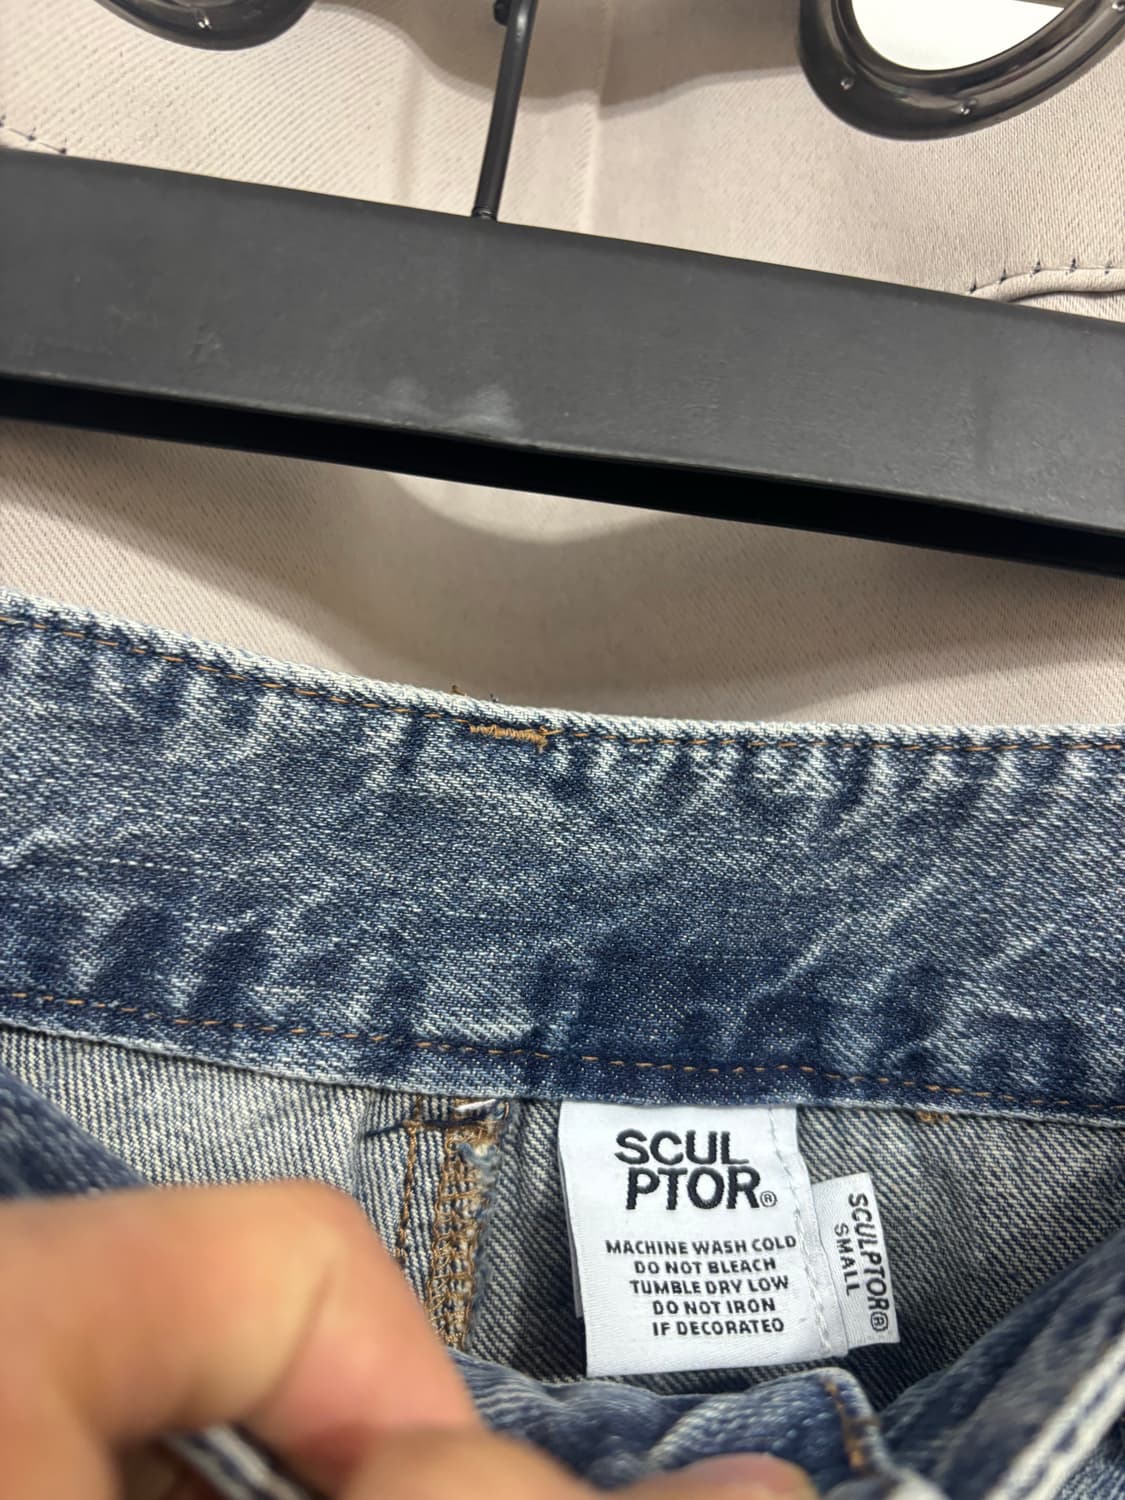 SCUL
PTOR®
MACHINE WASH COLD
DO NOT BLEACH
TUMBLE DRY LOW
DO NOT IRON
IF DECORATED
SCULPTOR®
SMALL